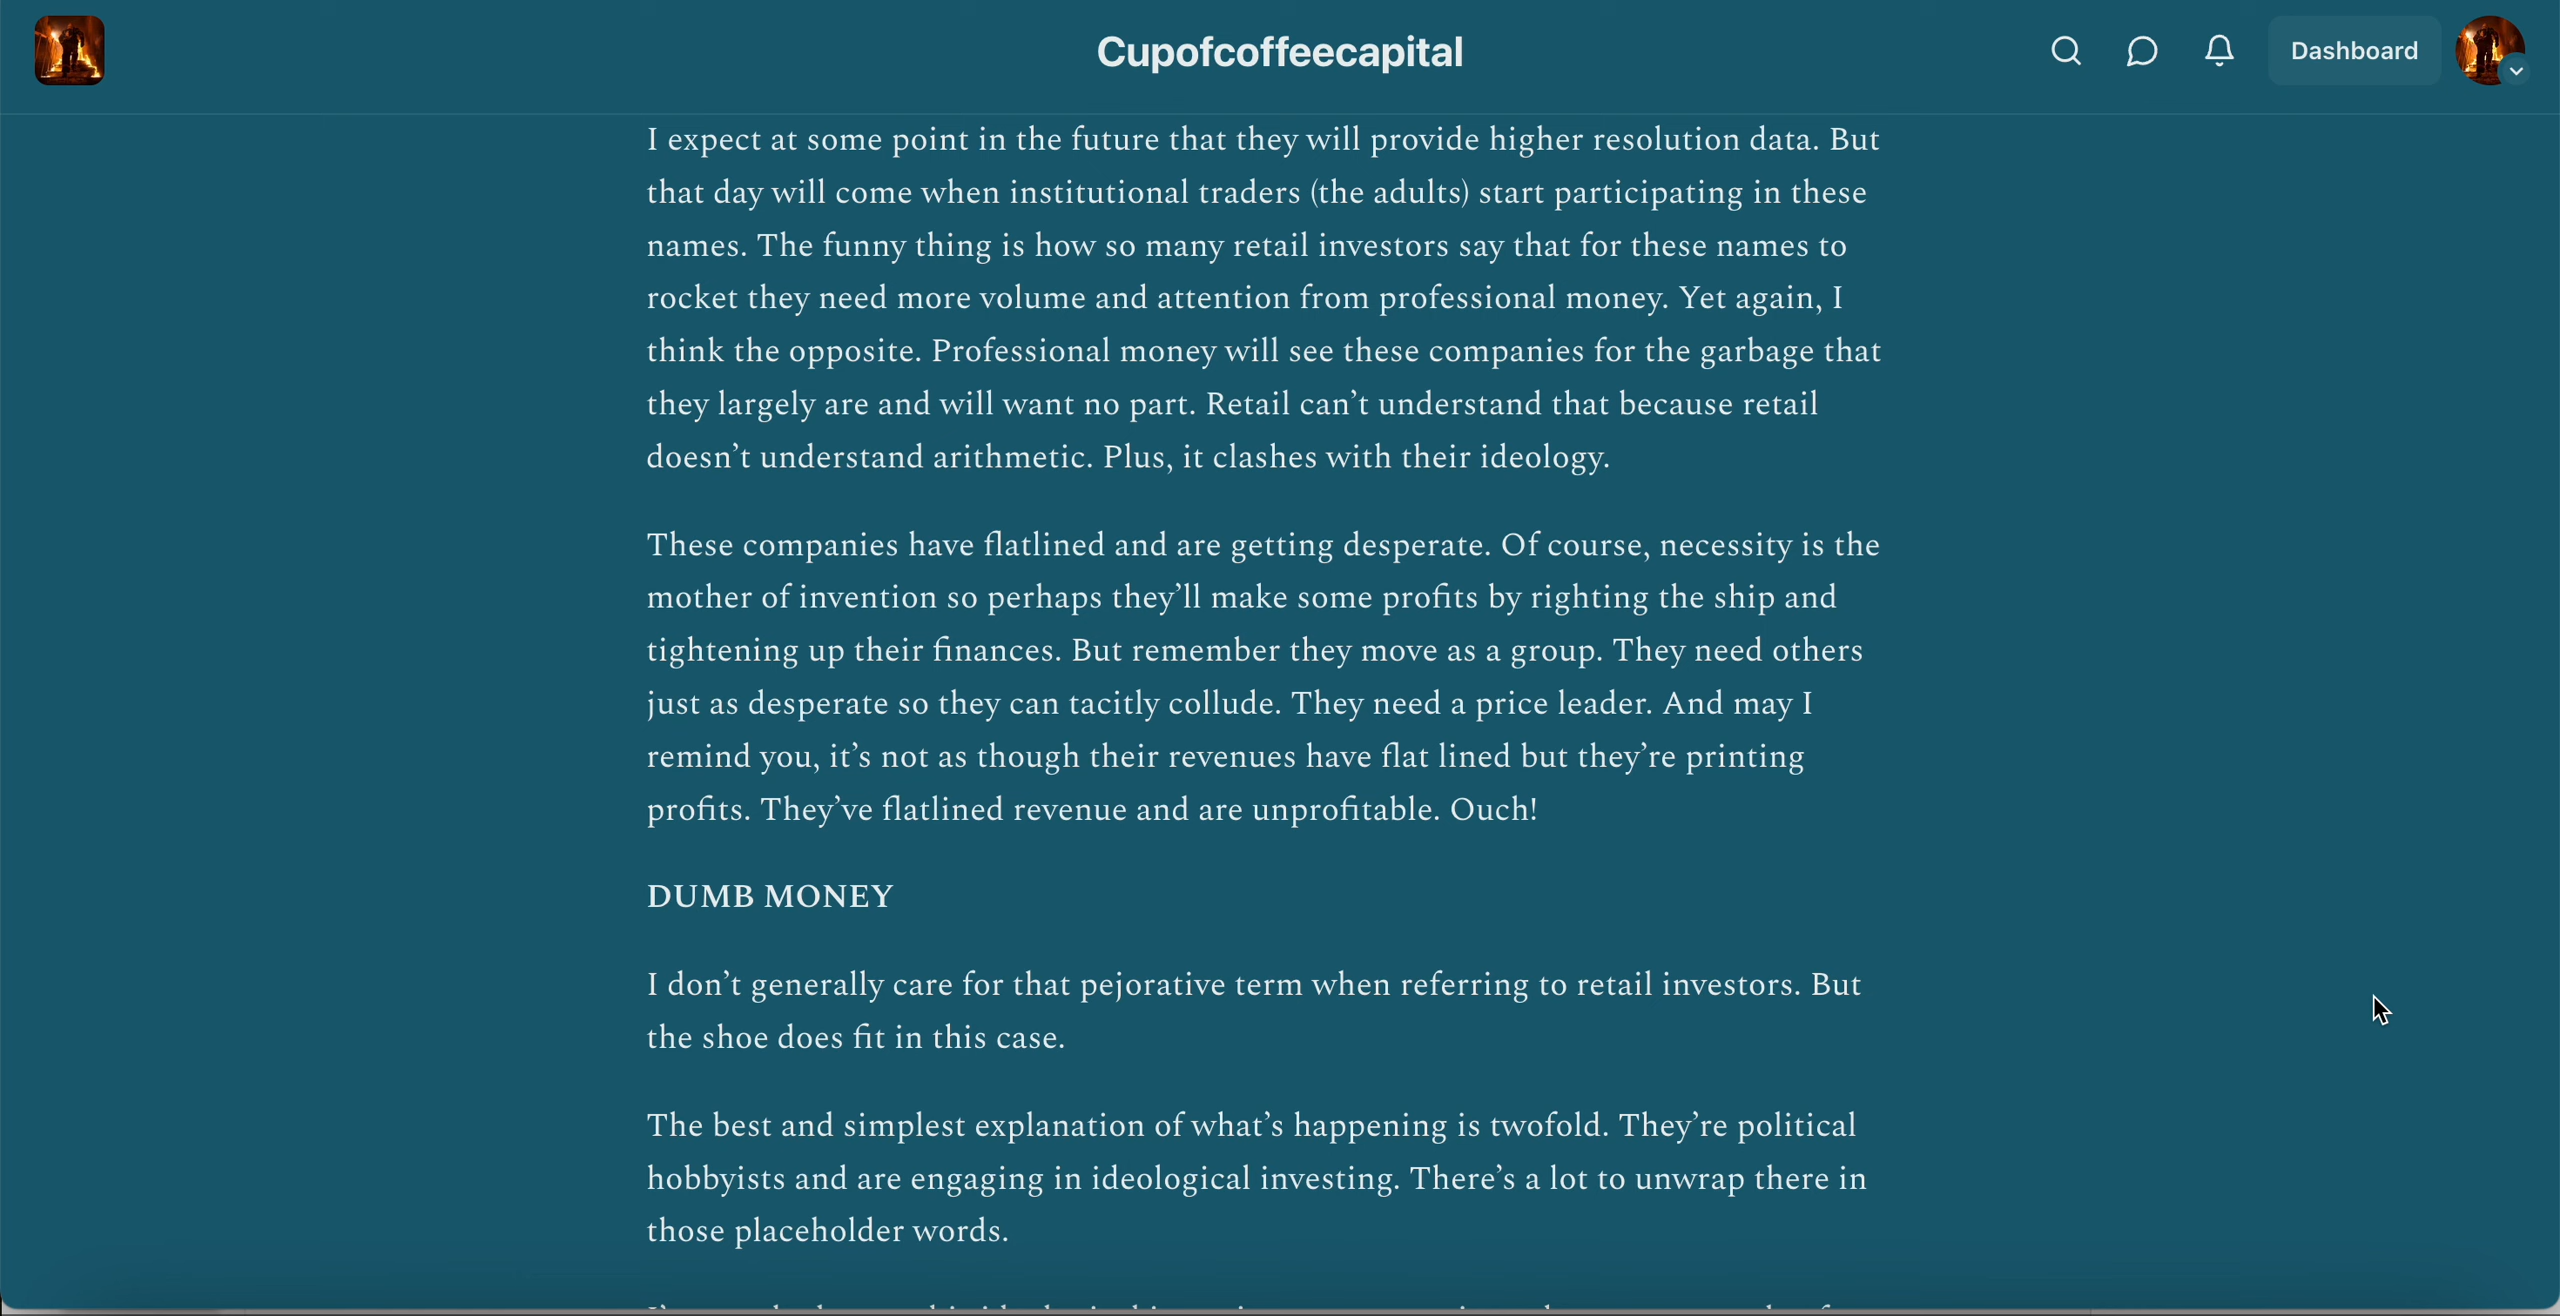 Cupofcoffeecapital
Dashboard
I expect at some point in the future that they will provide higher resolution data. But
that day will come when institutional traders (the adults) start participating in these
names. The funny thing is how so many retail investors say that for these names to
rocket they need more volume and attention from professional money. Yet again, I
think the opposite. Professional money will see these companies for the garbage that
they largely are and will want no part. Retail can’t understand that because retail
doesn’t understand arithmetic. Plus, it clashes with their ideology.
These companies have flatlined and are getting desperate. Of course, necessity is the
mother of invention so perhaps they’ll make some profits by righting the ship and
tightening up their finances. But remember they move as a group. They need others
just as desperate so they can tacitly collude. They need a price leader. And may I
remind you, it’s not as though their revenues have flat lined but they’re printing
profits. They’ve flatlined revenue and are unprofitable. Ouch!
DUMB MONEY
I don’t generally care for that pejorative term when referring to retail investors. But
the shoe does fit in this case.
The best and simplest explanation of what’s happening is twofold. They’re political
hobbyists and are engaging in ideological investing. There’s a lot to unwrap there in
those placeholder words.